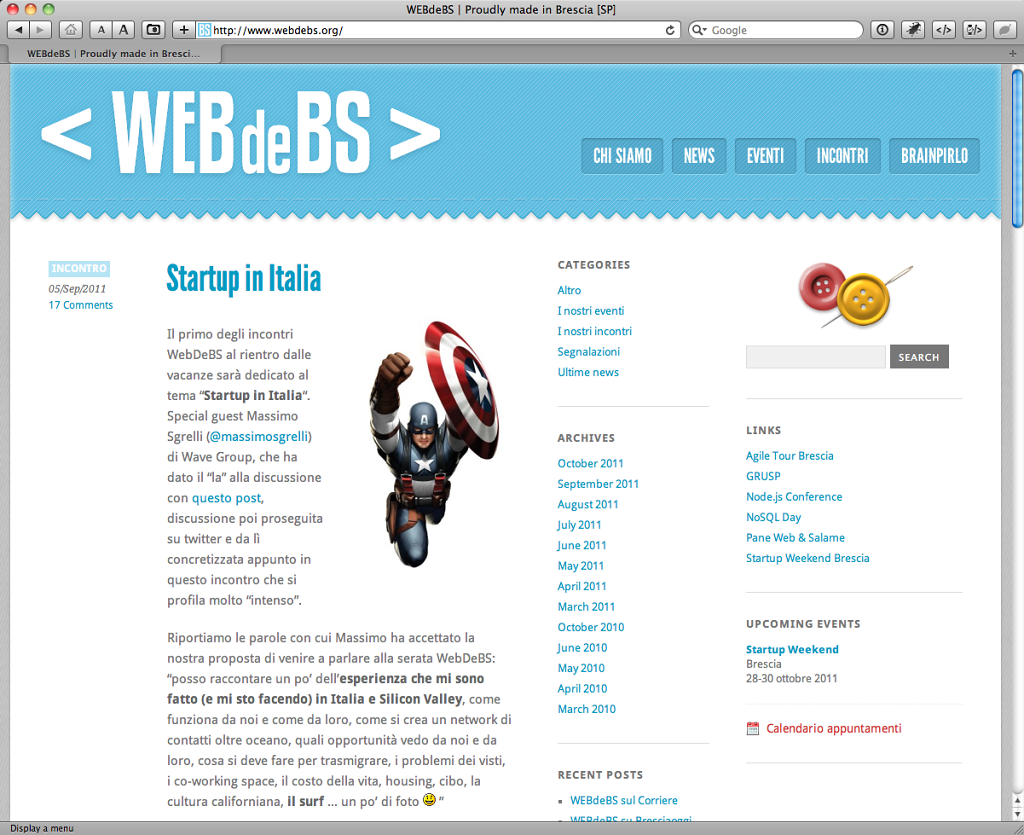 WEBdeBS | Proudly made in Brescia [SP]
A A + BS http://www.webdebs.org/ Google
WEBdeBS | Proudly made in Bresci...
< WEBdeBS >
CHI SIAMO NEWS EVENTI INCONTRI BRAINPIRLO
INCONTRO
05/Sep/2011
17 Comments
Startup in Italia
Il primo degli incontri
WebDeBS al rientro dalle
vacanze sarà dedicato al
tema “Startup in Italia“.
Special guest Massimo
Sgrelli (@massimosgrelli)
di Wave Group, che ha
dato il “la” alla discussione
con questo post,
discussione poi proseguita
su twitter e da lì
concretizzata appunto in
questo incontro che si
profila molto “intenso”.
A
Riportiamo le parole con cui Massimo ha accettato la
nostra proposta di venire a parlare alla serata WebDeBS:
“posso raccontare un po’ dell’esperienza che mi sono
fatto (e mi sto facendo) in Italia e Silicon Valley, come
funziona da noi e come da loro, come si crea un network di
contatti oltre oceano, quali opportunità vedo da noi e da
loro, cosa si deve fare per trasmigrare, i problemi dei visti,
i co-working space, il costo della vita, housing, cibo, la
cultura californiana, il surf … un po’ di foto ”
CATEGORIES
Altro
I nostri eventi
I nostri incontri
Segnalazioni
Ultime news
ARCHIVES
October 2011
September 2011
August 2011
July 2011
June 2011
May 2011
April 2011
March 2011
October 2010
June 2010
May 2010
April 2010
March 2010
RECENT POSTS
WEBdeBS sul Corriere
WEBdeBS su Bresciaoggi
SEARCH
LINKS
Agile Tour Brescia
GRUSP
Node.js Conference
NoSQL Day
Pane Web & Salame
Startup Weekend Brescia
UPCOMING EVENTS
Startup Weekend
Brescia
28-30 ottobre 2011
Calendario appuntamenti
Display a menu